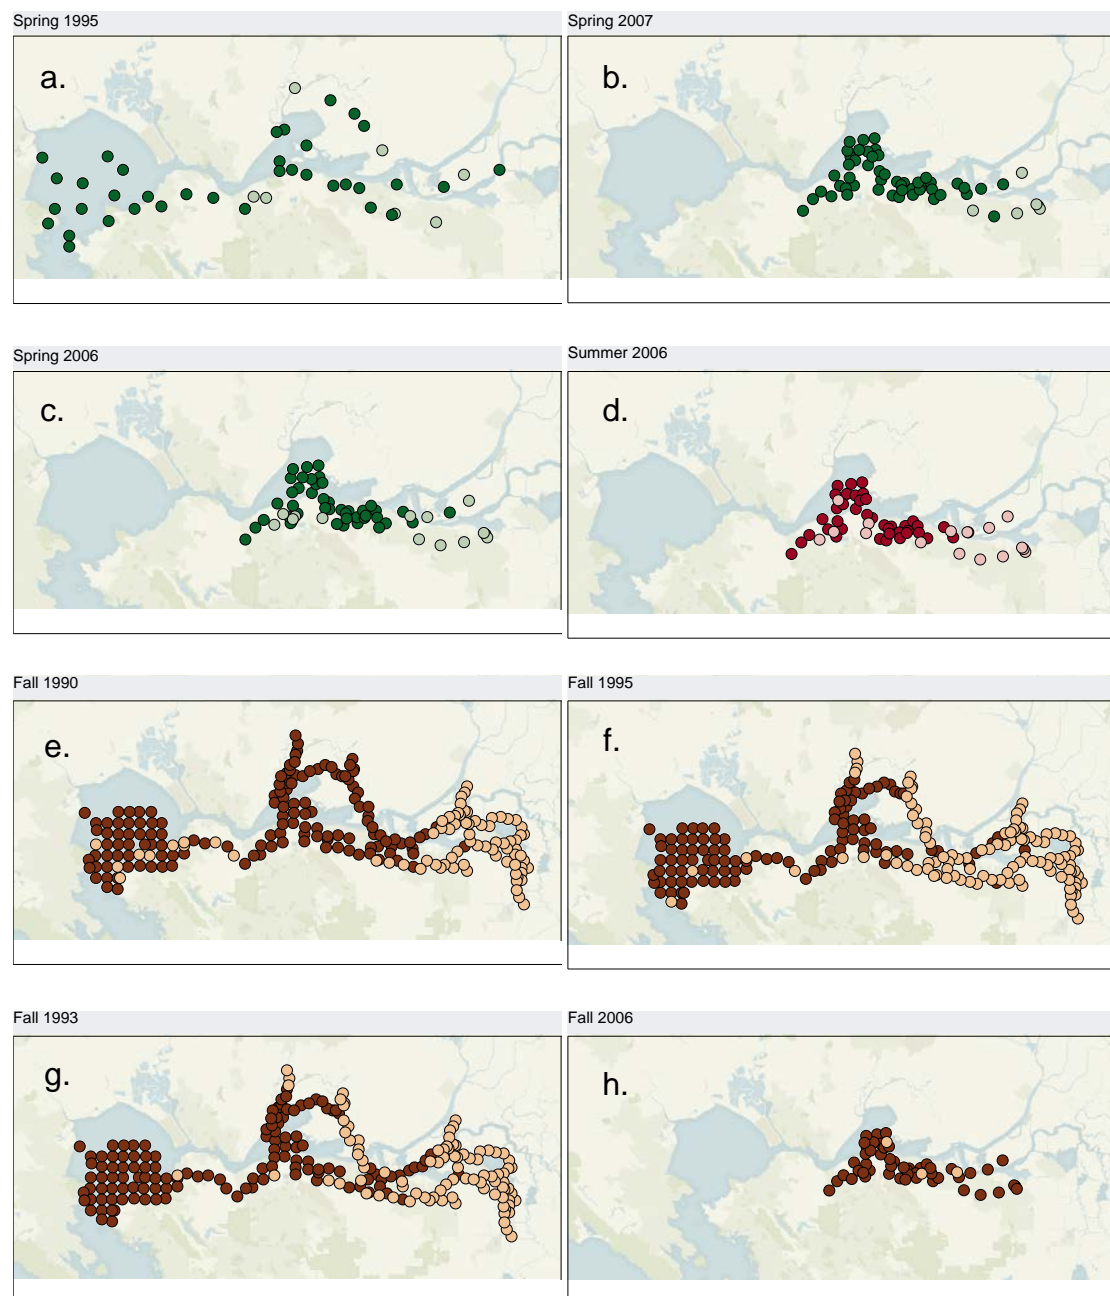 Spring 1995
Spring 2007
a.
b.
Spring 2006
Summer 2006
c.
d.
Fall 1990
Fall 1995
e.
f.
Fall 1993
Fall 2006
g.
h.